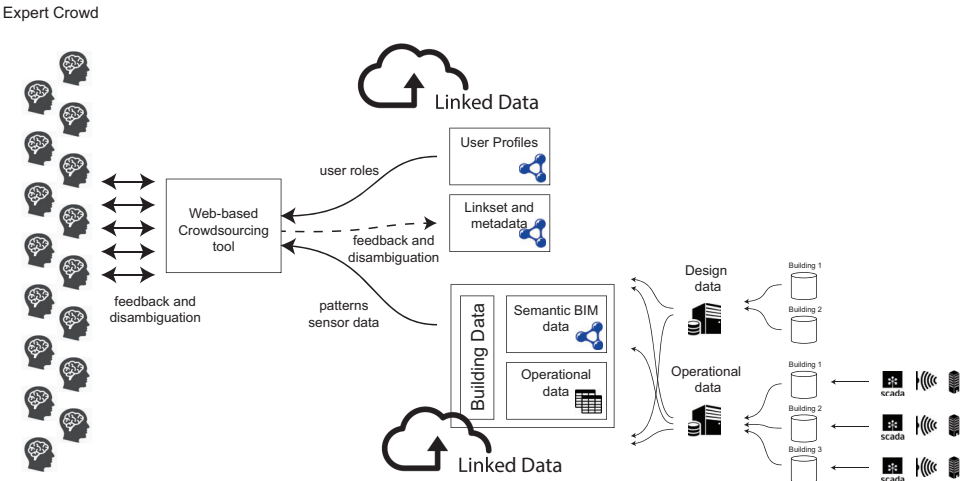 Expert Crowd
Linked Data
User Profiles
user roles
Linkset and
metadata
Web-based
Crowdsourcing
tool
feedback and
disambiguation
feedback and
disambiguation
patterns
sensor data
Building Data
Semantic BIM
data
Operational
data
Linked Data
Design
data
Building 1
Building 2
Operational
data
Building 1
scada
Building 2
scada
Building 3
scada